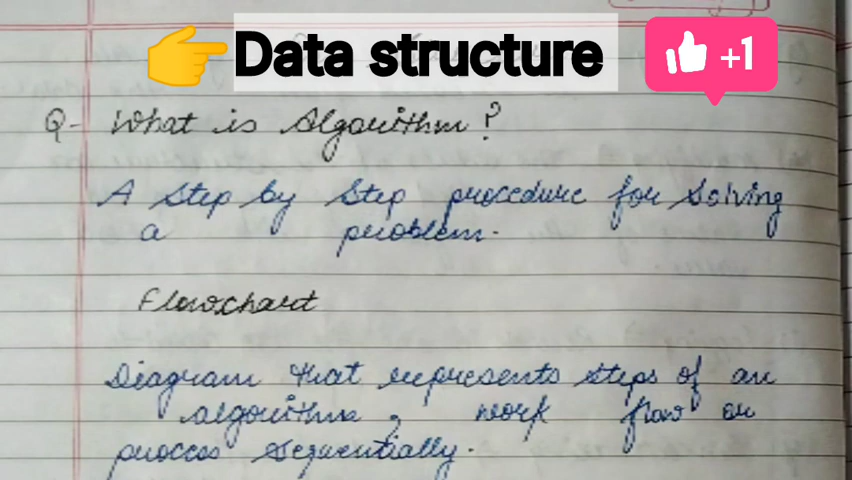 Data structure
+1
Q- What is Algorithm?
A Step by Step procedure for Solving
a problem.
Flowchart
Diagram that represents steps of an
algorithm, work flow or
process sequentially.